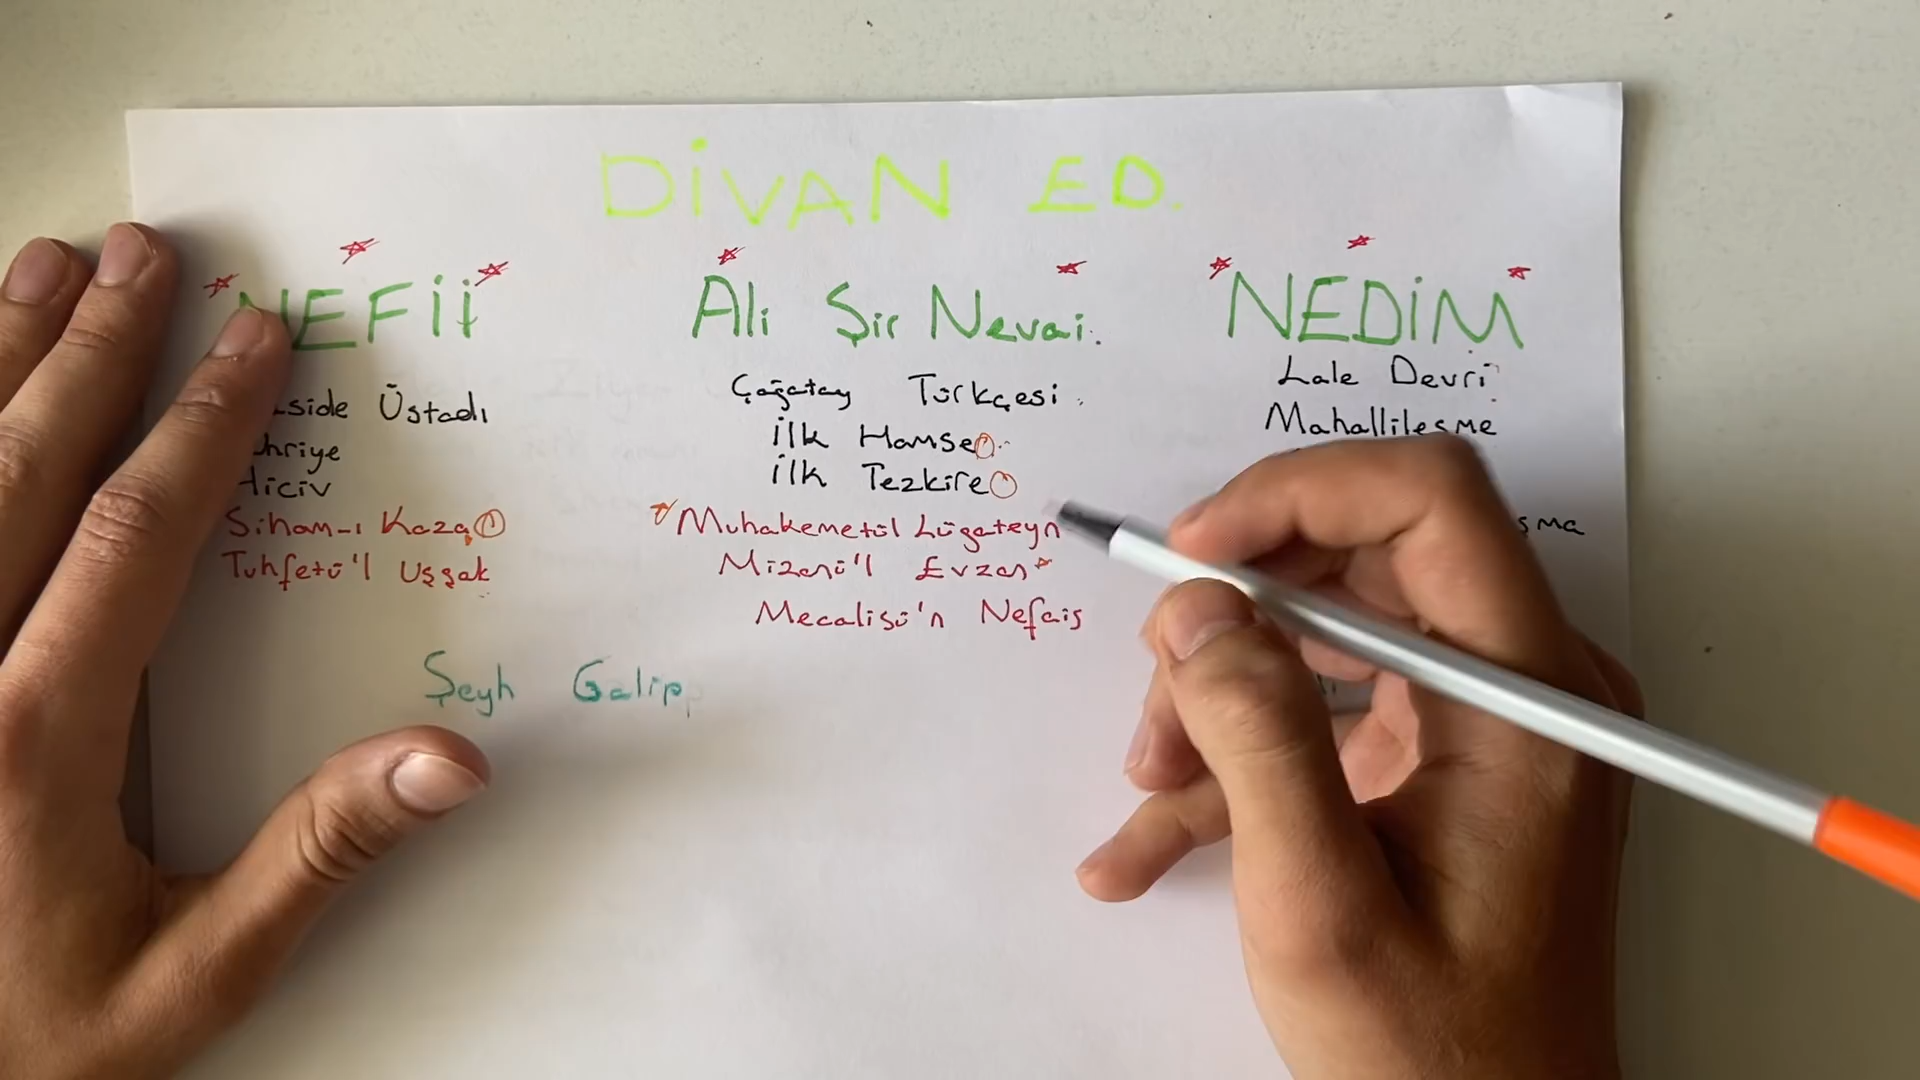 DİVAN ED.
NEFİİ
Üstadı
Hiciv
Siham-ı Kaza
Tuhfetü'l Uşşak
Ali Şir Nevai.
Çağatay Türkçesi
İlk Hamse
İlk Tezkire
Muhakemetül Lügateyn
Mizanü'l Evzan
Mecalisü'n Nefais
NEDİM
Lale Devri
Mahallileşme
Şeyh Galip